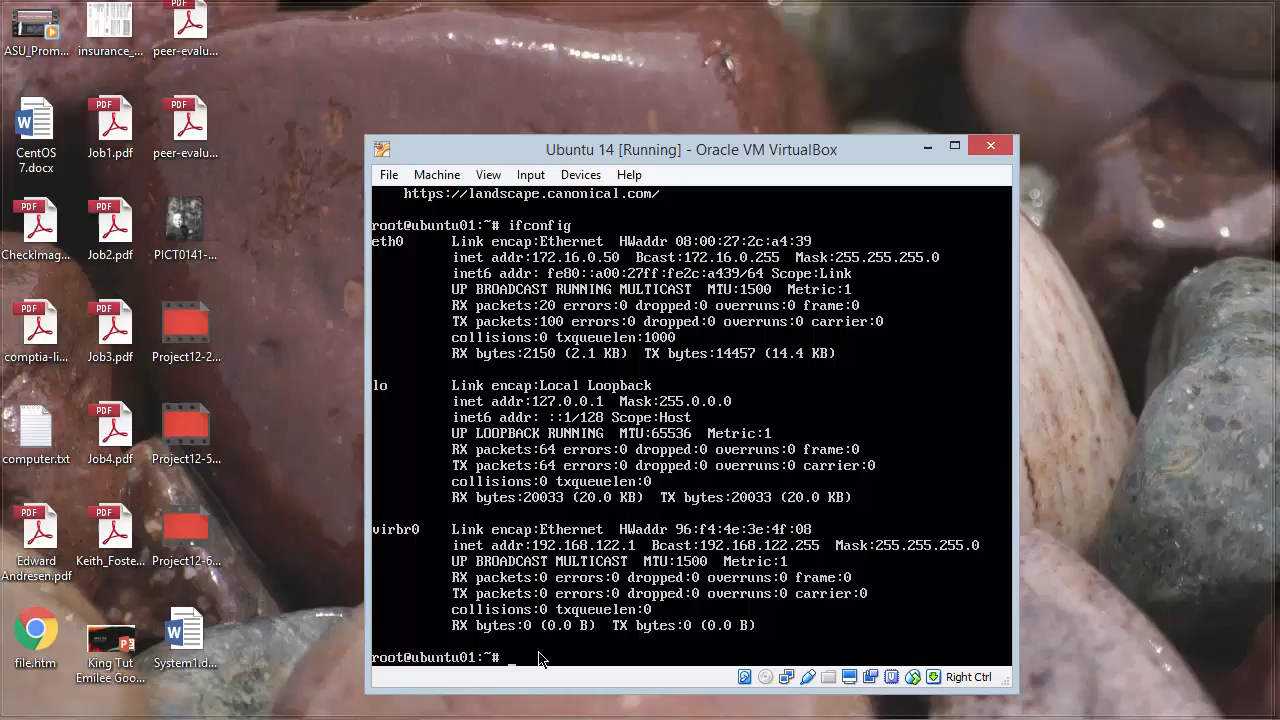 ASU_Prom...
insurance_...
peer-evalu...
CentOS
7.docx
PDF
Job1.pdf
PDF
peer-evalu...
CheckImag...
PDF
Job2.pdf
PICT0141-...
comptia-li...
PDF
Job3.pdf
Project12-2...
computer.txt
PDF
Job4.pdf
Project12-5...
PDF
Edward
Andresen.pdf
PDF
Keith_Foste...
Project12-6...
file.htm
King Tut
Emilee Goo...
System1.d...
Ubuntu 14 [Running] - Oracle VM VirtualBox
File Machine View Input Devices Help
https://landscape.canonical.com/
root@ubuntu01:~# ifconfig
eth0 Link encap:Ethernet HWaddr 08:00:27:2c:a4:39
inet addr:172.16.0.50 Bcast:172.16.0.255 Mask:255.255.255.0
inet6 addr: fe80::a00:27ff:fe2c:a439/64 Scope:Link
UP BROADCAST RUNNING MULTICAST MTU:1500 Metric:1
RX packets:20 errors:0 dropped:0 overruns:0 frame:0
TX packets:100 errors:0 dropped:0 overruns:0 carrier:0
collisions:0 txqueuelen:1000
RX bytes:2150 (2.1 KB) TX bytes:14457 (14.4 KB)
lo Link encap:Local Loopback
inet addr:127.0.0.1 Mask:255.0.0.0
inet6 addr: ::1/128 Scope:Host
UP LOOPBACK RUNNING MTU:65536 Metric:1
RX packets:64 errors:0 dropped:0 overruns:0 frame:0
TX packets:64 errors:0 dropped:0 overruns:0 carrier:0
collisions:0 txqueuelen:0
RX bytes:20033 (20.0 KB) TX bytes:20033 (20.0 KB)
virbr0 Link encap:Ethernet HWaddr 96:f4:4e:3e:4f:08
inet addr:192.168.122.1 Bcast:192.168.122.255 Mask:255.255.255.0
UP BROADCAST MULTICAST MTU:1500 Metric:1
RX packets:0 errors:0 dropped:0 overruns:0 frame:0
TX packets:0 errors:0 dropped:0 overruns:0 carrier:0
collisions:0 txqueuelen:0
RX bytes:0 (0.0 B) TX bytes:0 (0.0 B)
root@ubuntu01:~# _
Right Ctrl